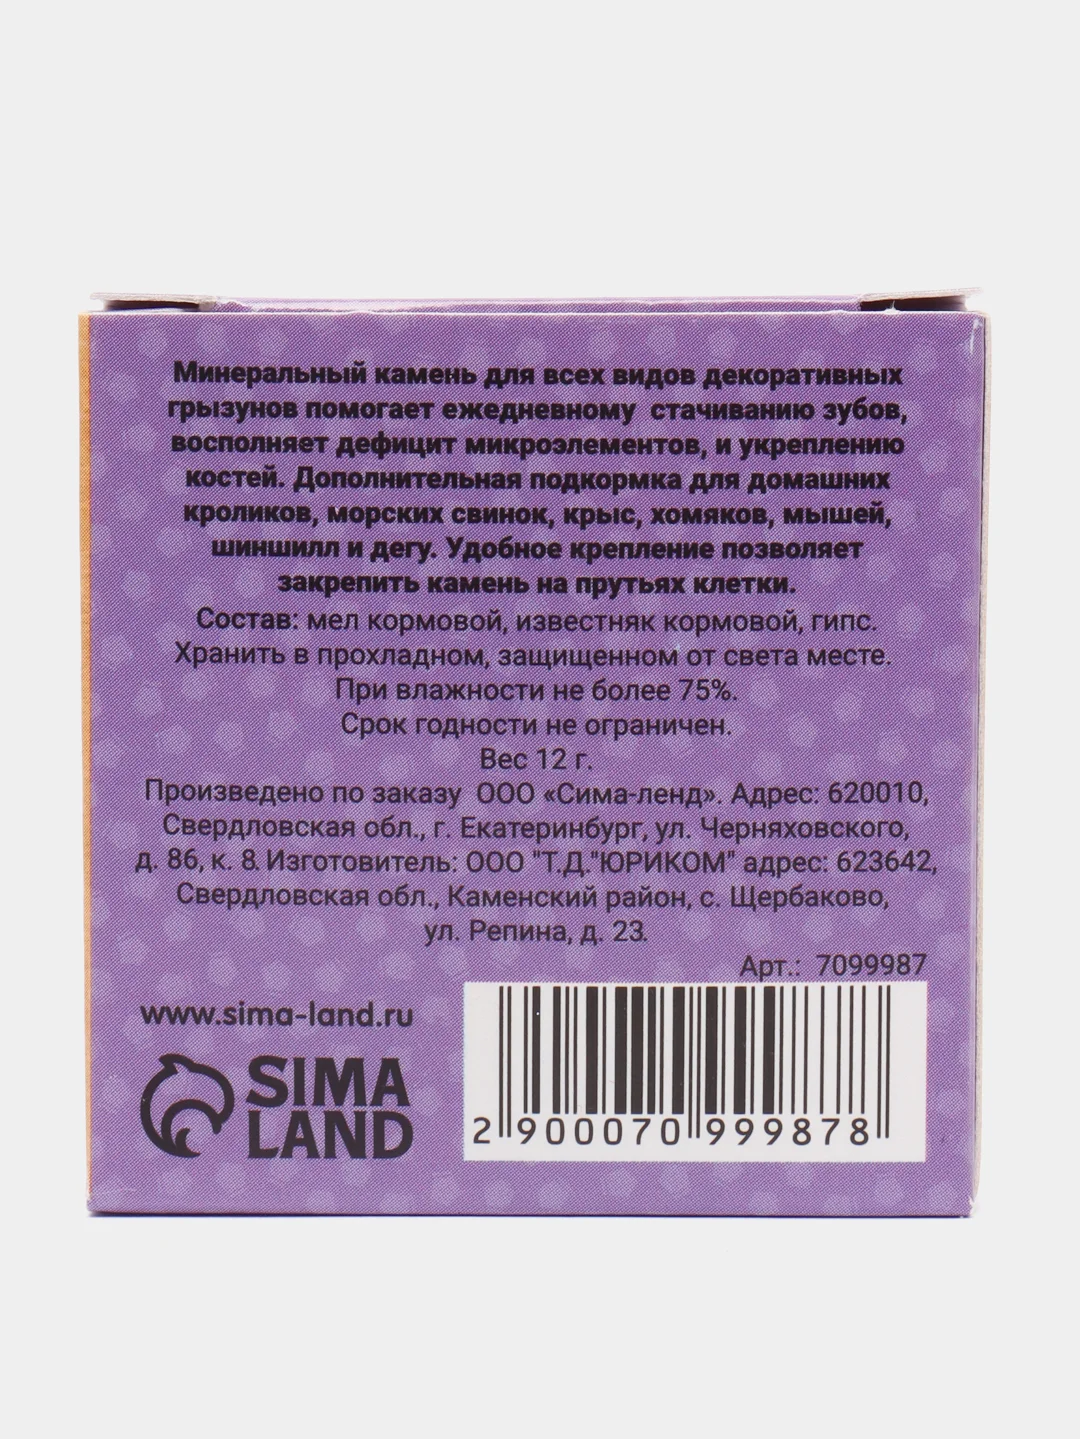 Минеральный камень для всех видов декоративных
грызунов помогает ежедневному стачиванию зубов,
восполняет дефицит микроэлементов, и укреплению
костей. Дополнительная подкормка для домашних
кроликов, морских свинок, крыс, хомяков, мышей,
шиншилл и дегу. Удобное крепление позволяет
закрепить камень на прутьях клетки.
Состав: мел кормовой, известняк кормовой, гипс.
Хранить в прохладном, защищенном от света месте.
При влажности не более 75%.
Срок годности не ограничен.
Вес 12 г.
Произведено по заказу ООО «Сима-ленд». Адрес: 620010,
Свердловская обл., г. Екатеринбург, ул. Черняховского,
д. 86, к. 8. Изготовитель: ООО "Т.Д."ЮРИКОМ" адрес: 623642,
Свердловская обл., Каменский район, с. Щербаково,
ул. Репина, д. 23.
Арт.: 7099987
www.sima-land.ru
SIMA
LAND
2 900070 999878